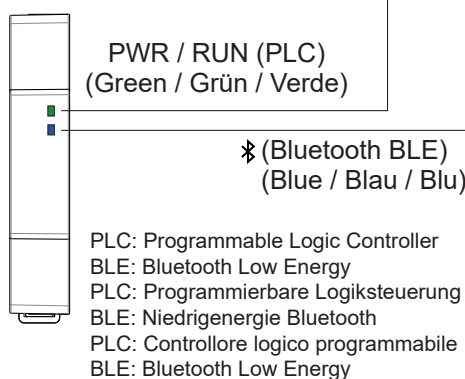 PWR / RUN (PLC)
(Green / Grün / Verde)
(Bluetooth BLE)
(Blue / Blau / Blu)
PLC: Programmable Logic Controller
BLE: Bluetooth Low Energy
PLC: Programmierbare Logiksteuerung
BLE: Niedrigenergie Bluetooth
PLC: Controllore logico programmabile
BLE: Bluetooth Low Energy